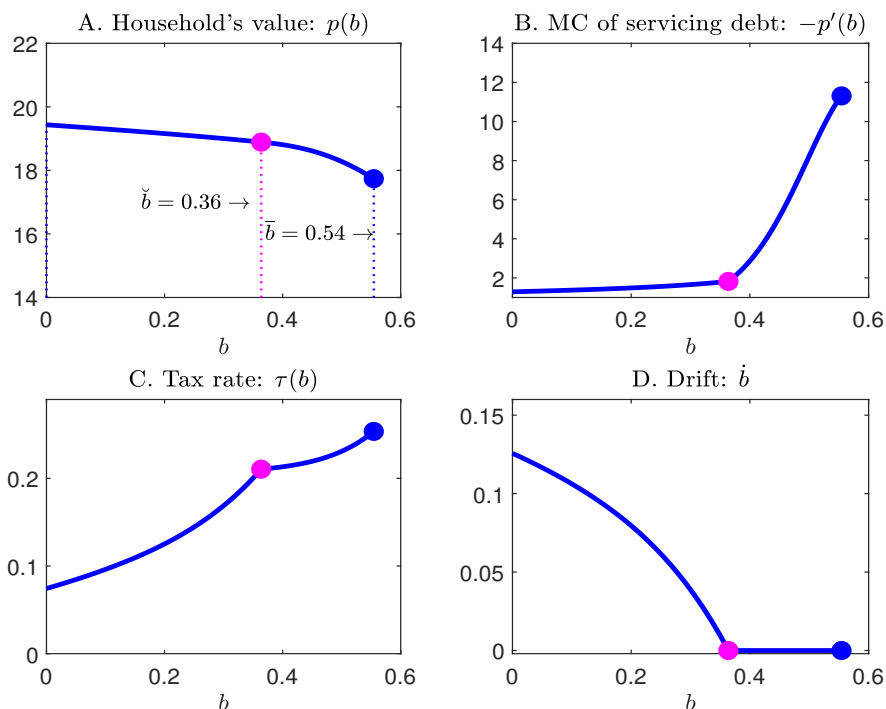 A. Household's value: p(b)
22
20
18
16
14
b̆ = 0.36 →
b̅ = 0.54 →
0 0.2 0.4 0.6
b
B. MC of servicing debt: −p′(b)
14
12
10
8
6
4
2
0 0.2 0.4 0.6
b
C. Tax rate: τ(b)
0.2
0.1
0
0 0.2 0.4 0.6
b
D. Drift: ḃ
0.15
0.1
0.05
0
0 0.2 0.4 0.6
b